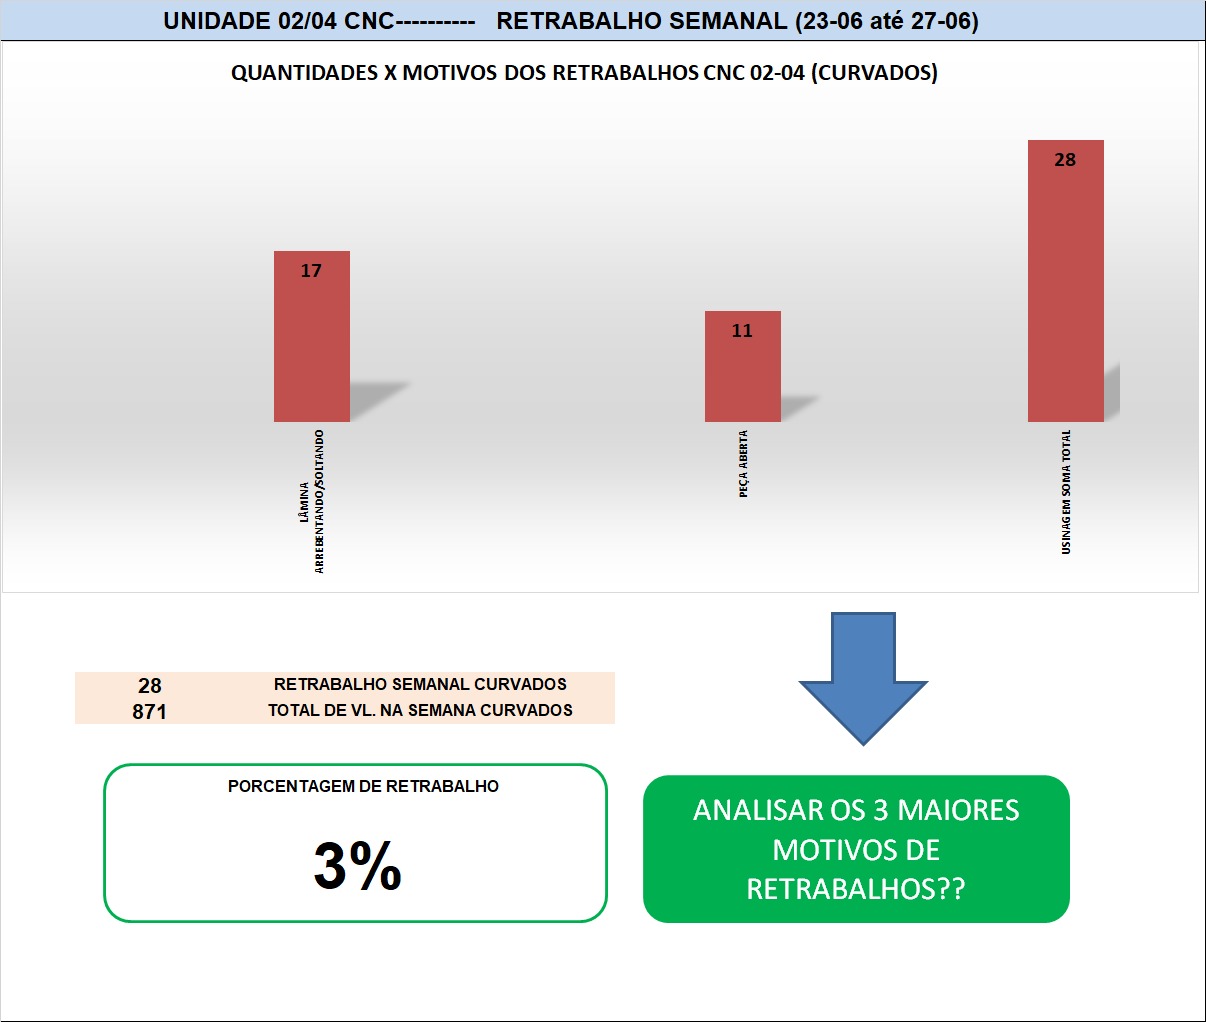 UNIDADE 02/04 CNC---------- RETRABALHO SEMANAL (23-06 até 27-06)
QUANTIDADES X MOTIVOS DOS RETRABALHOS CNC 02-04 (CURVADOS)
17
11
28
LÂMINA
ARREBENTANDO/SOLTANDO
PEÇA ABERTA
USINAGEM SOMA TOTAL
28 RETRABALHO SEMANAL CURVADOS
871 TOTAL DE VL. NA SEMANA CURVADOS
PORCENTAGEM DE RETRABALHO
3%
ANALISAR OS 3 MAIORES
MOTIVOS DE
RETRABALHOS??